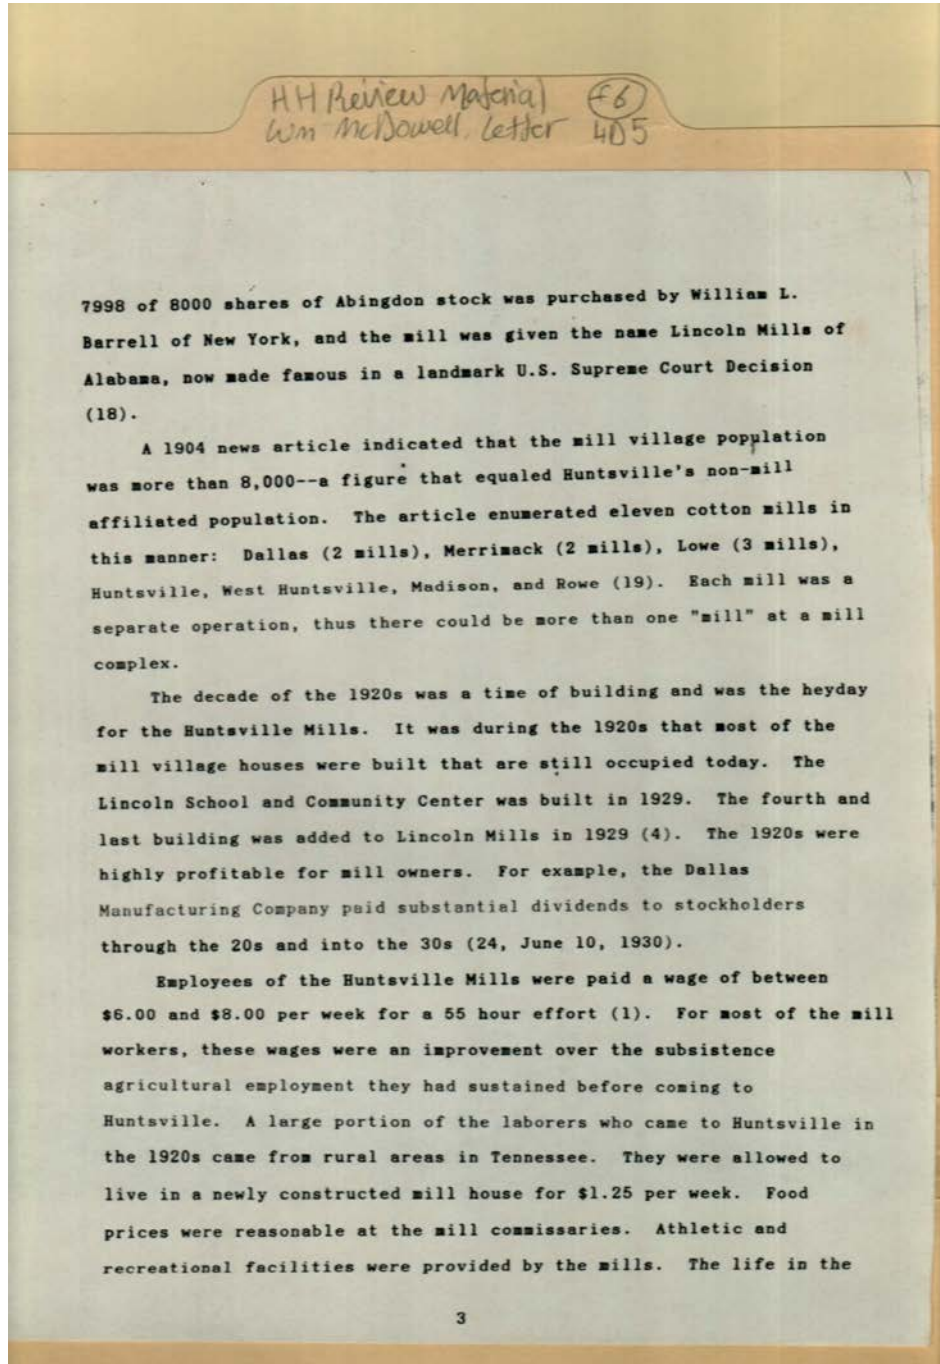 HH Review Material F6
Wm McDowell Letter 4D5
7998 of 8000 shares of Abingdon stock was purchased by William L.
Barrell of New York, and the mill was given the name Lincoln Mills of
Alabama, now made famous in a landmark U.S. Supreme Court Decision
(18).
A 1904 news article indicated that the mill village population
was more than 8,000--a figure that equaled Huntsville's non-mill
affiliated population. The article enumerated eleven cotton mills in
this manner: Dallas (2 mills), Merrimack (2 mills), Lowe (3 mills),
Huntsville, West Huntsville, Madison, and Rowe (19). Each mill was a
separate operation, thus there could be more than one "mill" at a mill
complex.
The decade of the 1920s was a time of building and was the heyday
for the Huntsville Mills. It was during the 1920s that most of the
mill village houses were built that are still occupied today. The
Lincoln School and Community Center was built in 1929. The fourth and
last building was added to Lincoln Mills in 1929 (4). The 1920s were
highly profitable for mill owners. For example, the Dallas
Manufacturing Company paid substantial dividends to stockholders
through the 20s and into the 30s (24, June 10, 1930).
Employees of the Huntsville Mills were paid a wage of between
$6.00 and $8.00 per week for a 55 hour effort (1). For most of the mill
workers, these wages were an improvement over the subsistence
agricultural employment they had sustained before coming to
Huntsville. A large portion of the laborers who came to Huntsville in
the 1920s came from rural areas in Tennessee. They were allowed to
live in a newly constructed mill house for $1.25 per week. Food
prices were reasonable at the mill commissaries. Athletic and
recreational facilities were provided by the mills. The life in the
3